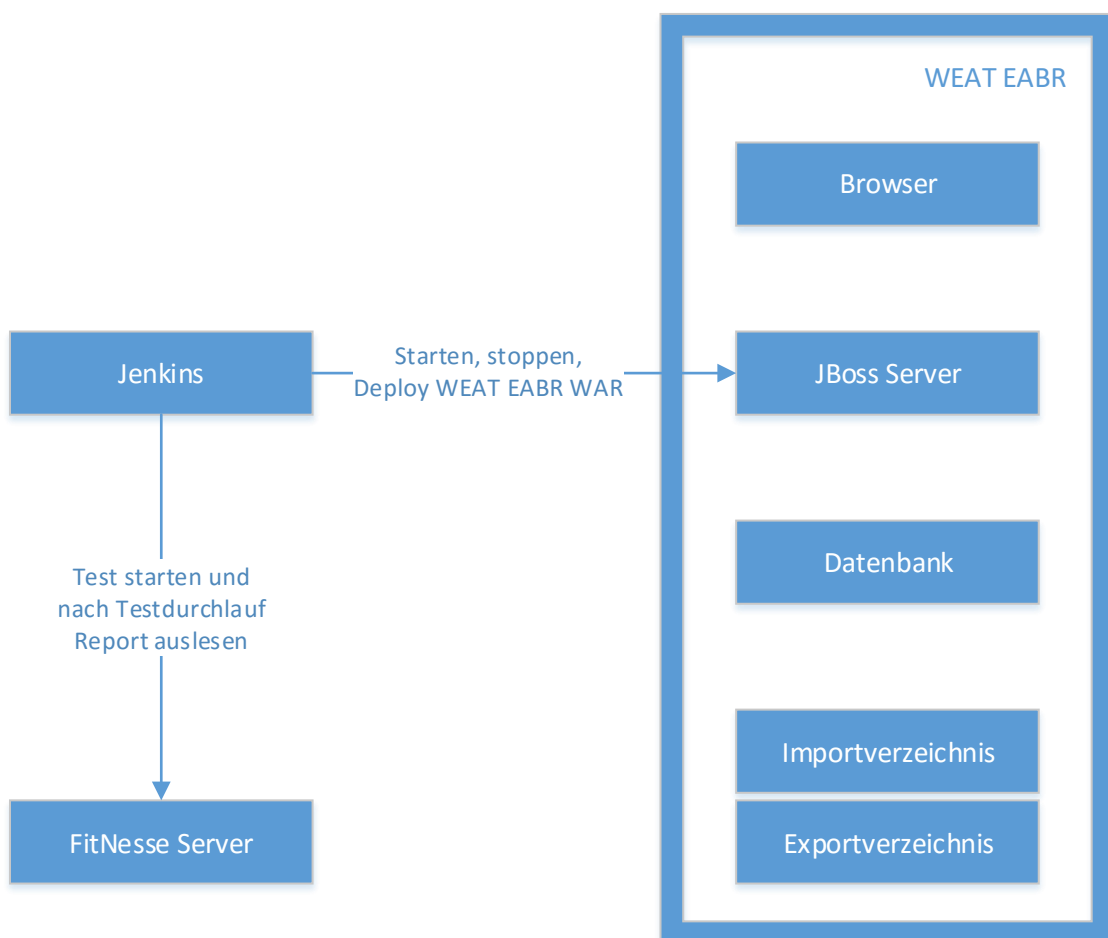 WEAT EABR
Browser
Jenkins
Starten, stoppen,
Deploy WEAT EABR WAR
JBoss Server
Datenbank
Test starten und
nach Testdurchlauf
Report auslesen
Importverzeichnis
FitNesse Server
Exportverzeichnis